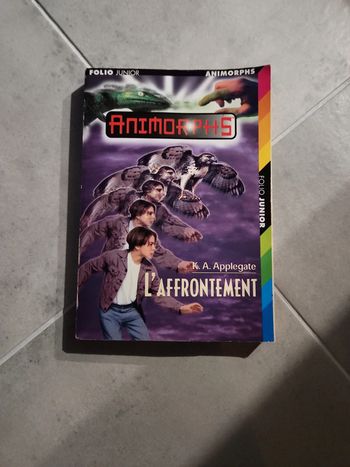 FOLIO JUNIOR
ANIMORPHS
ANIMORPHS
FOLIO JUNIOR
K. A. Applegate
L'AFFRONTEMENT